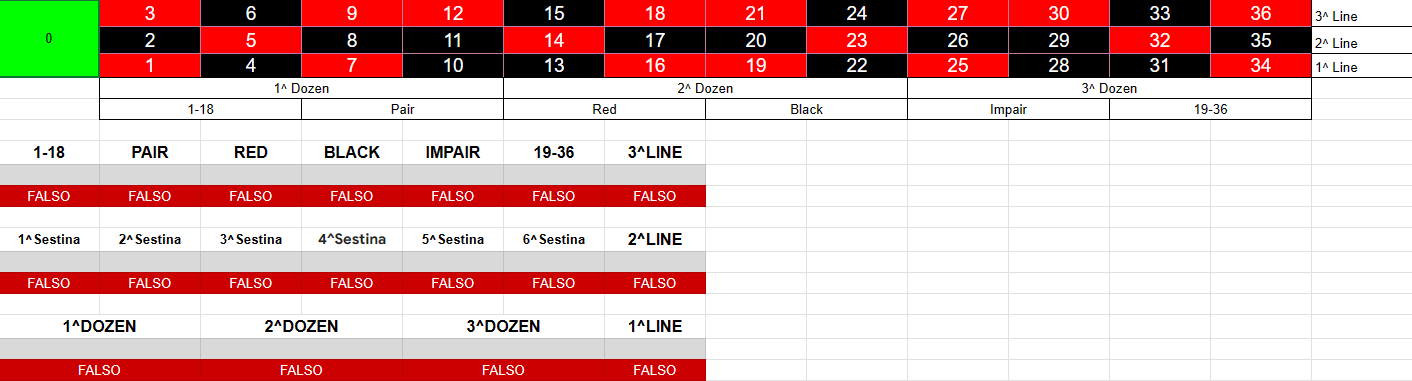 3 6 9 12 15 18 21 24 27 30 33 36 3^ Line
0 2 5 8 11 14 17 20 23 26 29 32 35 2^ Line
1 4 7 10 13 16 19 22 25 28 31 34 1^ Line
1^ Dozen 2^ Dozen 3^ Dozen
1-18 Pair Red Black Impair 19-36
1-18 PAIR RED BLACK IMPAIR 19-36 3^LINE
FALSO FALSO FALSO FALSO FALSO FALSO FALSO
1^Sestina 2^Sestina 3^Sestina 4^Sestina 5^Sestina 6^Sestina 2^LINE
FALSO FALSO FALSO FALSO FALSO FALSO FALSO
1^DOZEN 2^DOZEN 3^DOZEN 1^LINE
FALSO FALSO FALSO FALSO